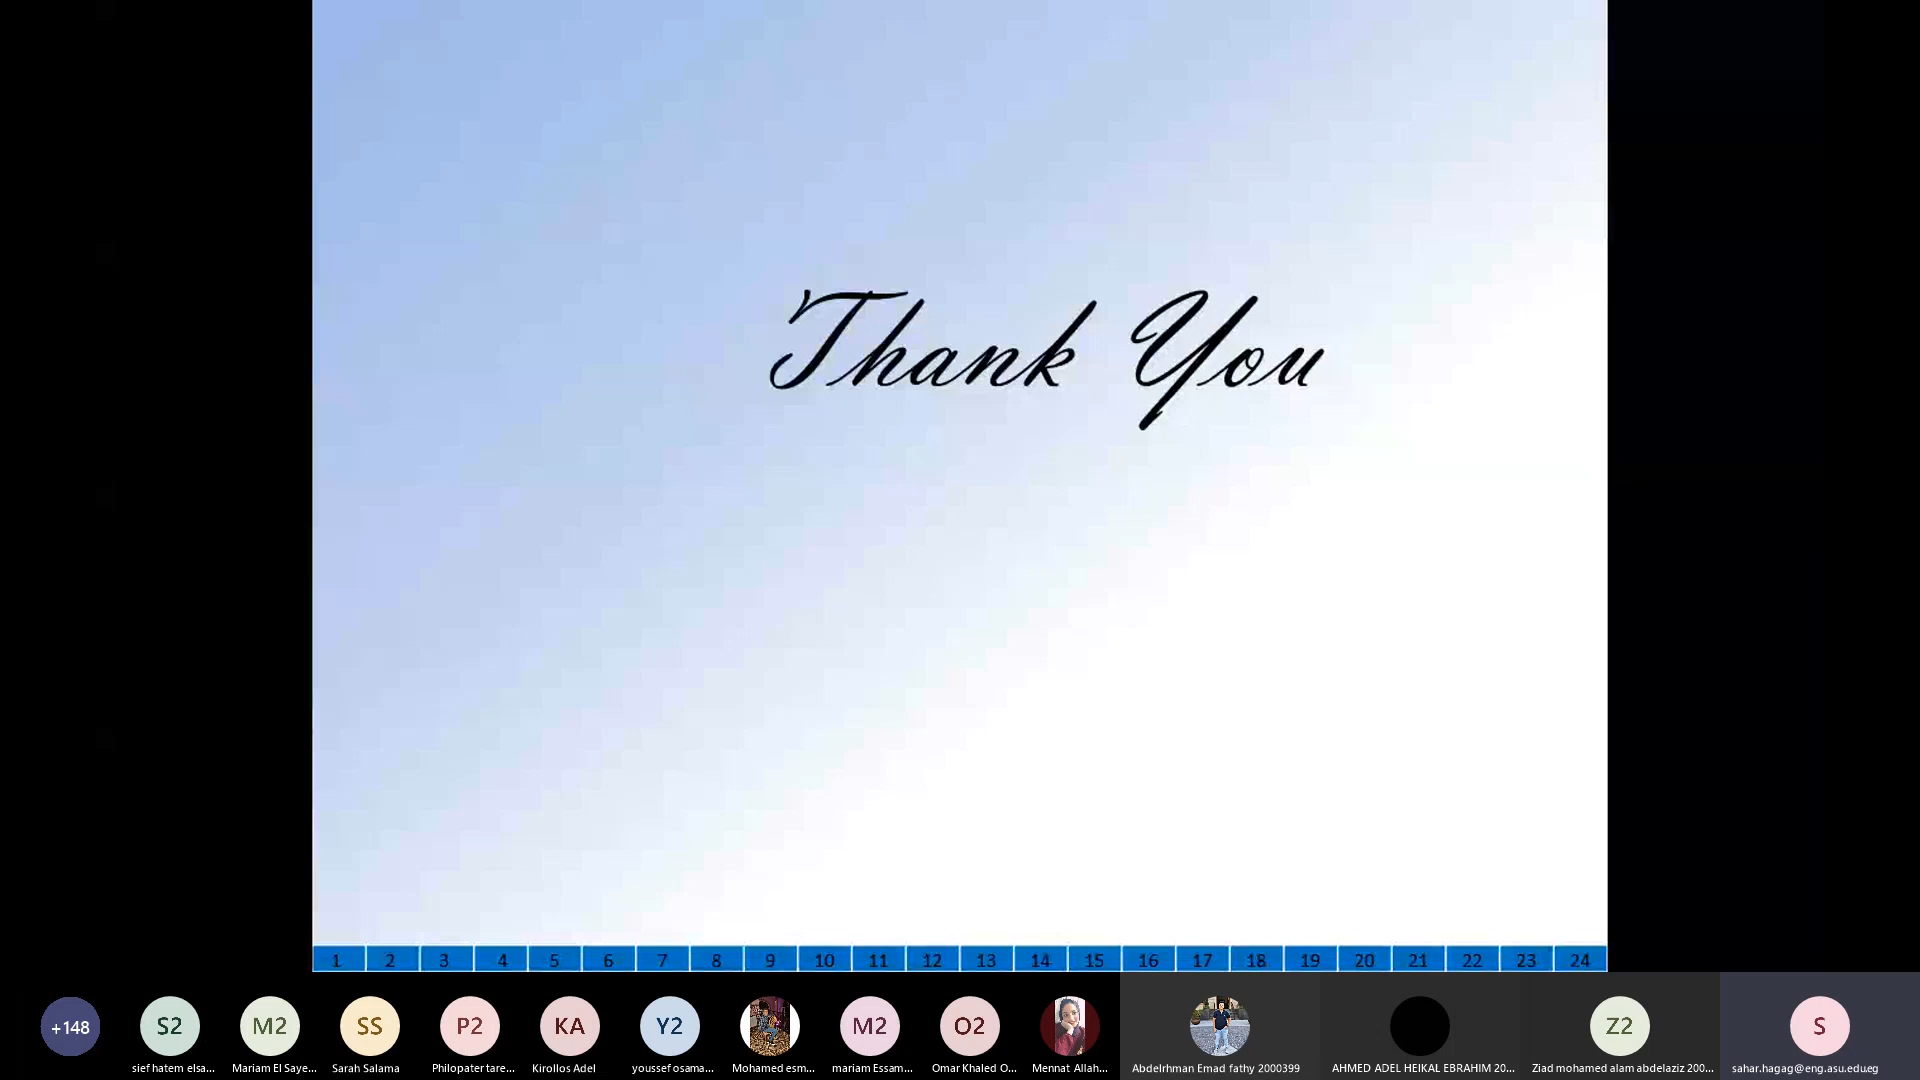 Thank You
1 2 3 4 5 6 7 8 9 10 11 12 13 14 15 16 17 18 19 20 21 22 23 24
+148 S2 M2 SS P2 KA Y2 M2 O2 Z2 S
sief hatem elsa... Mariam El Saye... Sarah Salama Philopater tare... Kirollos Adel youssef osama... Mohamed esm... mariam Essam... Omar Khaled O... Mennat Allah... Abdelrhman Emad fathy 2000399 AHMED ADEL HEIKAL EBRAHIM 20... Ziad mohamed alam abdelaziz 200... sahar.hagag@eng.asu.edu.eg